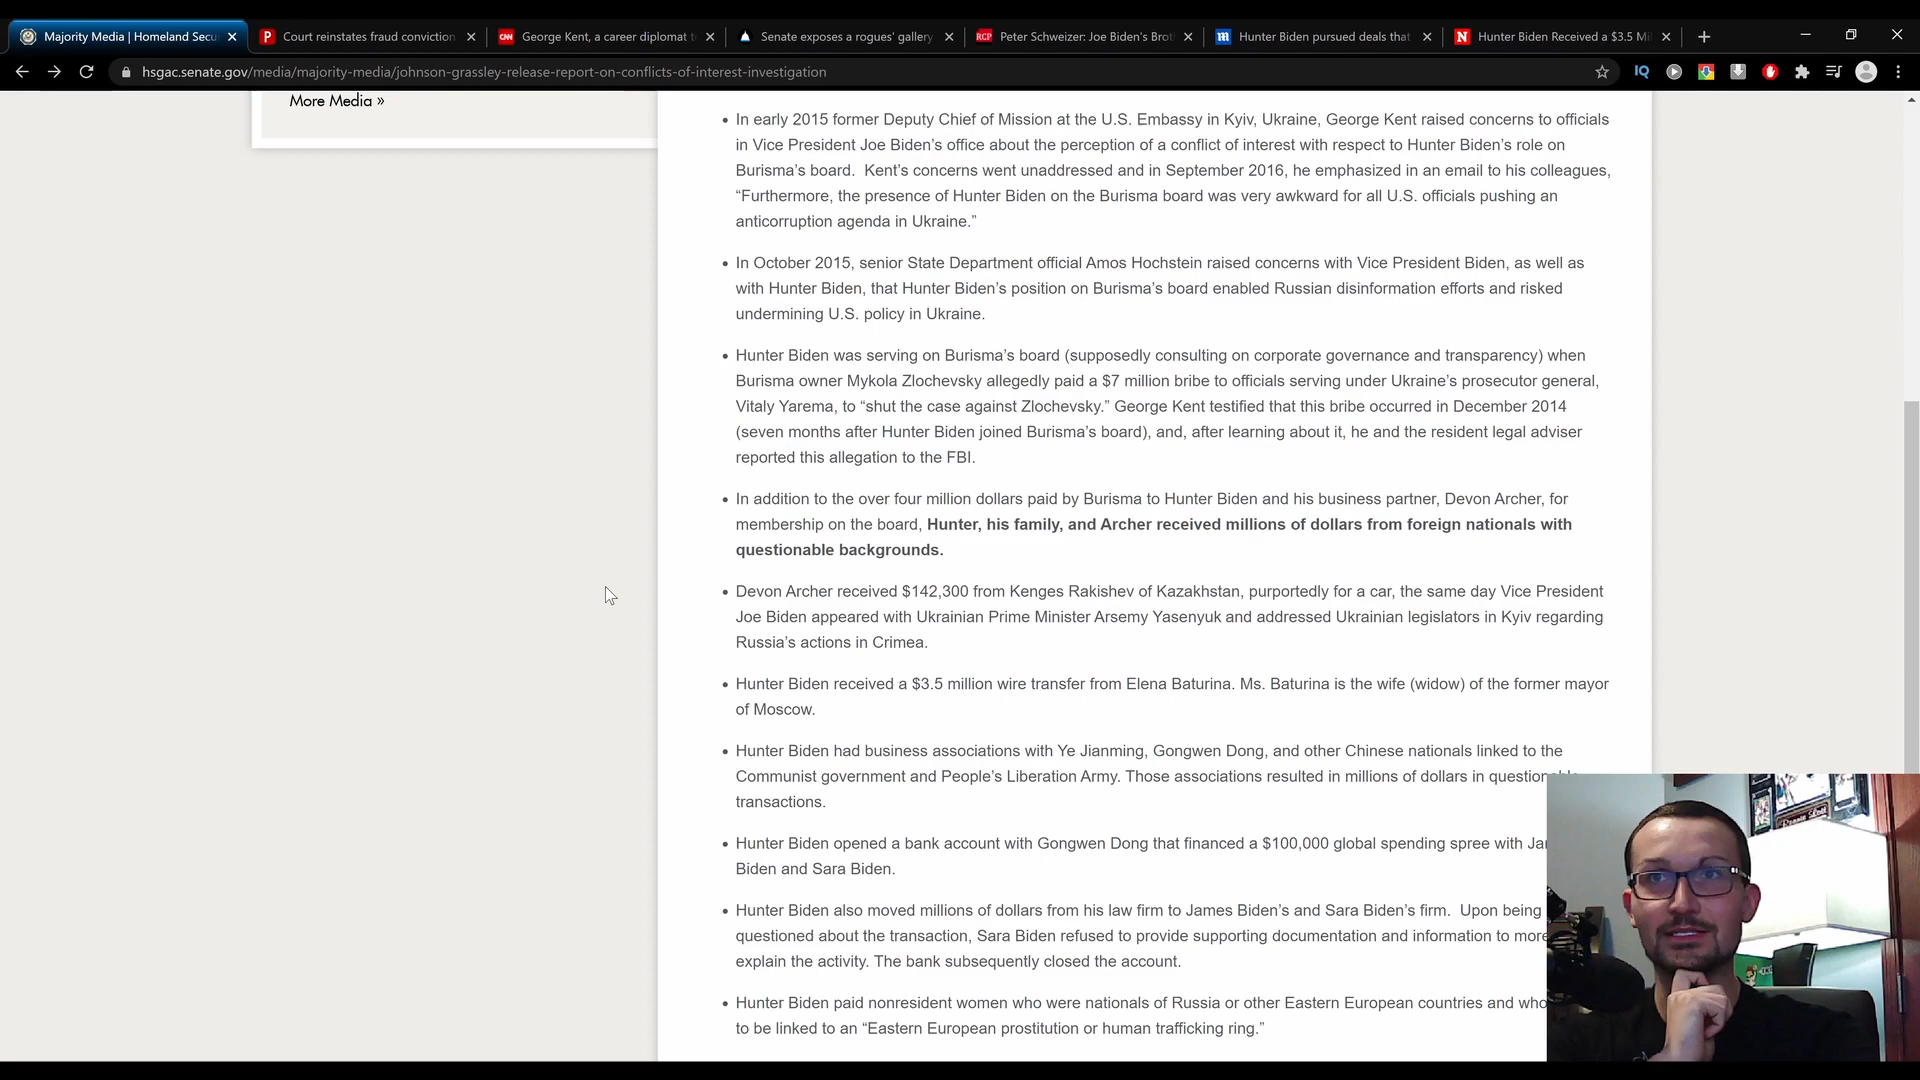 Majority Media | Homeland Secu
Court reinstates fraud conviction
George Kent, a career diplomat t
Senate exposes a rogues' gallery
Peter Schweizer: Joe Biden's Brot
Hunter Biden pursued deals that
Hunter Biden Received a $3.5 Mil
hsgac.senate.gov/media/majority-media/johnson-grassley-release-report-on-conflicts-of-interest-investigation
More Media »
• In early 2015 former Deputy Chief of Mission at the U.S. Embassy in Kyiv, Ukraine, George Kent raised concerns to officials
in Vice President Joe Biden’s office about the perception of a conflict of interest with respect to Hunter Biden’s role on
Burisma’s board.  Kent’s concerns went unaddressed and in September 2016, he emphasized in an email to his colleagues,
“Furthermore, the presence of Hunter Biden on the Burisma board was very awkward for all U.S. officials pushing an
anticorruption agenda in Ukraine.”
• In October 2015, senior State Department official Amos Hochstein raised concerns with Vice President Biden, as well as
with Hunter Biden, that Hunter Biden’s position on Burisma’s board enabled Russian disinformation efforts and risked
undermining U.S. policy in Ukraine.
• Hunter Biden was serving on Burisma’s board (supposedly consulting on corporate governance and transparency) when
Burisma owner Mykola Zlochevsky allegedly paid a $7 million bribe to officials serving under Ukraine’s prosecutor general,
Vitaly Yarema, to “shut the case against Zlochevsky.” George Kent testified that this bribe occurred in December 2014
(seven months after Hunter Biden joined Burisma’s board), and, after learning about it, he and the resident legal adviser
reported this allegation to the FBI.
• In addition to the over four million dollars paid by Burisma to Hunter Biden and his business partner, Devon Archer, for
membership on the board, Hunter, his family, and Archer received millions of dollars from foreign nationals with
questionable backgrounds.
• Devon Archer received $142,300 from Kenges Rakishev of Kazakhstan, purportedly for a car, the same day Vice President
Joe Biden appeared with Ukrainian Prime Minister Arsemy Yasenyuk and addressed Ukrainian legislators in Kyiv regarding
Russia’s actions in Crimea.
• Hunter Biden received a $3.5 million wire transfer from Elena Baturina. Ms. Baturina is the wife (widow) of the former mayor
of Moscow.
• Hunter Biden had business associations with Ye Jianming, Gongwen Dong, and other Chinese nationals linked to the
Communist government and People’s Liberation Army. Those associations resulted in millions of dollars in questionable
transactions.
• Hunter Biden opened a bank account with Gongwen Dong that financed a $100,000 global spending spree with Ja
Biden and Sara Biden.
• Hunter Biden also moved millions of dollars from his law firm to James Biden’s and Sara Biden’s firm.  Upon being
questioned about the transaction, Sara Biden refused to provide supporting documentation and information to more
explain the activity. The bank subsequently closed the account.
• Hunter Biden paid nonresident women who were nationals of Russia or other Eastern European countries and who
to be linked to an “Eastern European prostitution or human trafficking ring.”